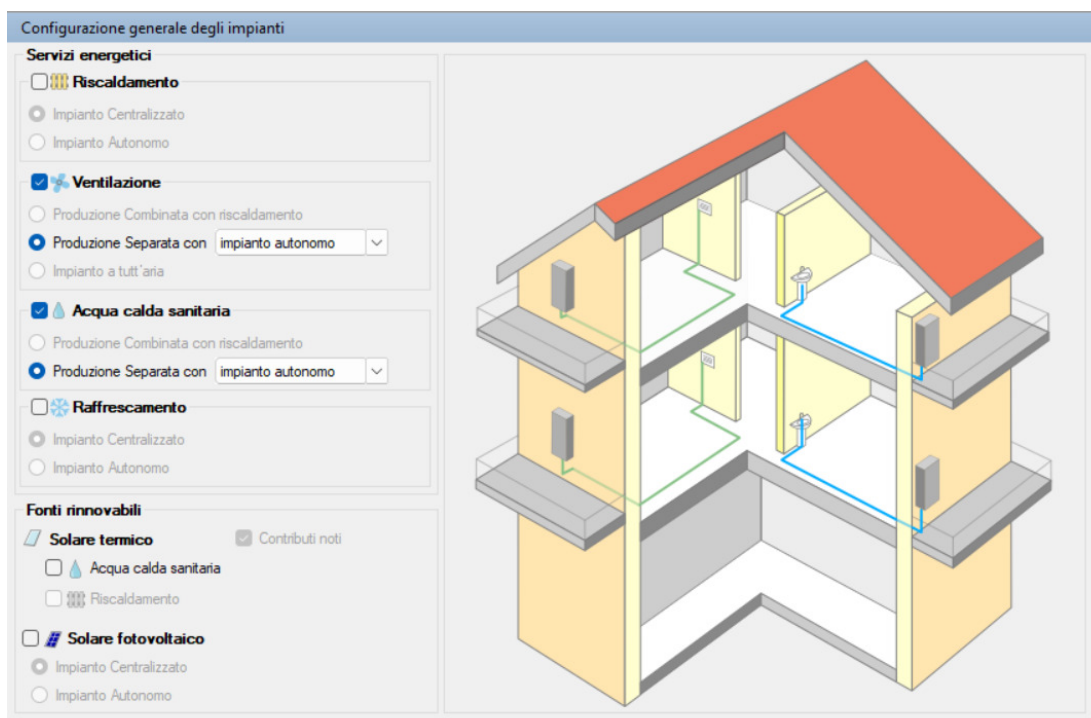 Configurazione generale degli impianti
Servizi energetici
Riscaldamento
Impianto Centralizzato
Impianto Autonomo
Ventilazione
Produzione Combinata con riscaldamento
Produzione Separata con impianto autonomo
Impianto a tutt'aria
Acqua calda sanitaria
Produzione Combinata con riscaldamento
Produzione Separata con impianto autonomo
Raffrescamento
Impianto Centralizzato
Impianto Autonomo
Fonti rinnovabili
Solare termico Contributi noti
Acqua calda sanitaria
Riscaldamento
Solare fotovoltaico
Impianto Centralizzato
Impianto Autonomo